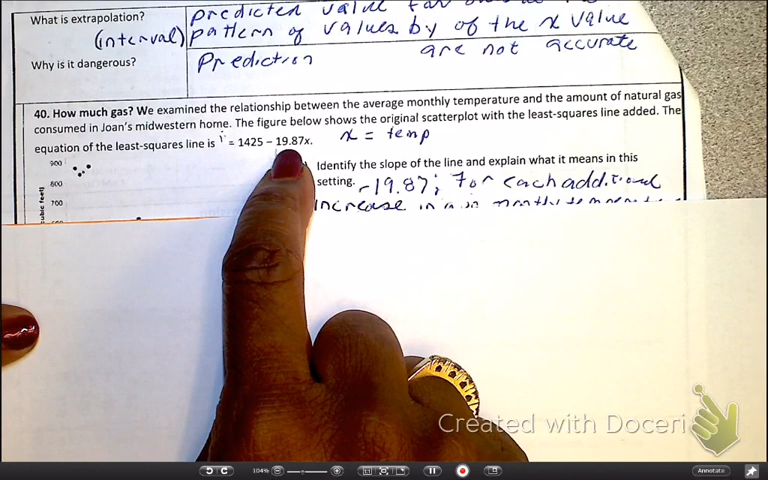 What is extrapolation?
predicted value far
(interval) pattern of values by of the x value
are not accurate
Why is it dangerous?
Prediction
40. How much gas? We examined the relationship between the average monthly temperature and the amount of natural gas
consumed in Joan's midwestern home. The figure below shows the original scatterplot with the least-squares line added. The
equation of the least-squares line is = 1425 – 19.87x.
x = temp
900
800
700
Identify the slope of the line and explain what it means in this
setting.
-19.87; For each additional
increase in
cubic feet)
Created with Doceri
104%
Annotate